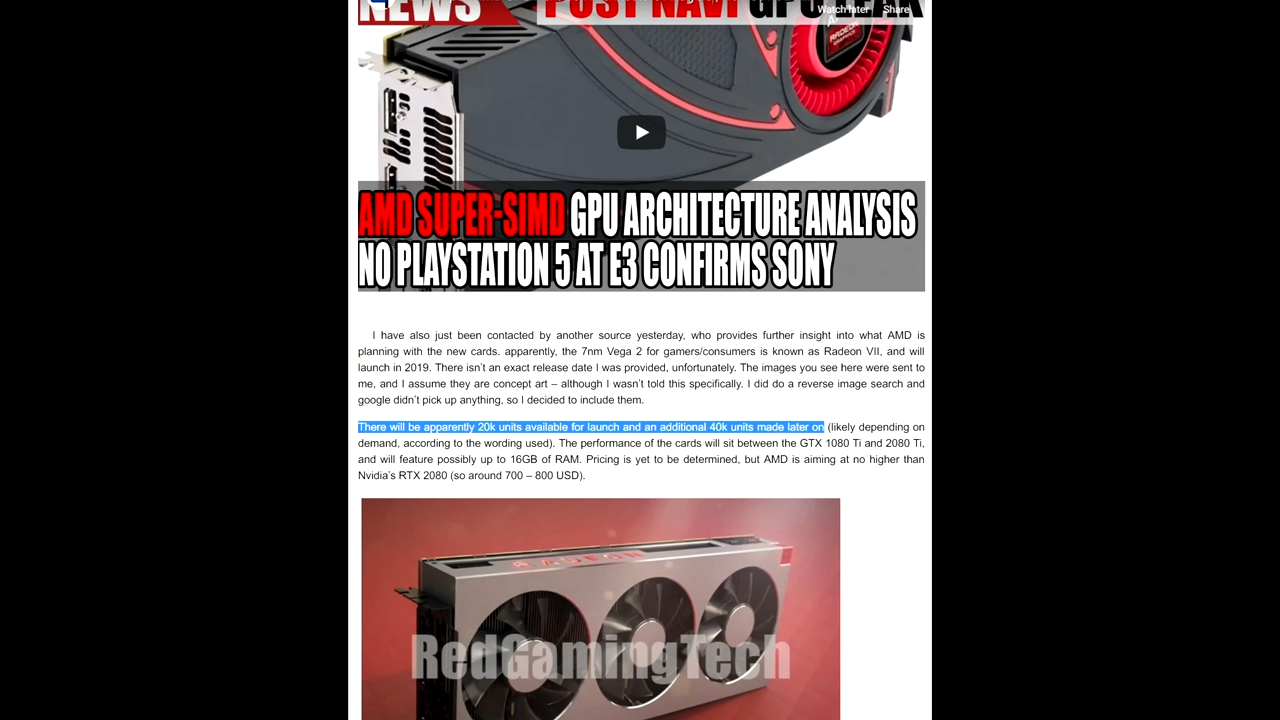 NEWS POST NAVI GPU
Watch later Share
RADEON
AMD SUPER-SIMD GPU ARCHITECTURE ANALYSIS
NO PLAYSTATION 5 AT E3 CONFIRMS SONY
I have also just been contacted by another source yesterday, who provides further insight into what AMD is
planning with the new cards. apparently, the 7nm Vega 2 for gamers/consumers is known as Radeon VII, and will
launch in 2019. There isn't an exact release date I was provided, unfortunately. The images you see here were sent to
me, and I assume they are concept art – although I wasn't told this specifically. I did do a reverse image search and
google didn't pick up anything, so I decided to include them.
There will be apparently 20k units available for launch and an additional 40k units made later on (likely depending on
demand, according to the wording used). The performance of the cards will sit between the GTX 1080 Ti and 2080 Ti,
and will feature possibly up to 16GB of RAM. Pricing is yet to be determined, but AMD is aiming at no higher than
Nvidia's RTX 2080 (so around 700 – 800 USD).
RADEON
RedGamingTech